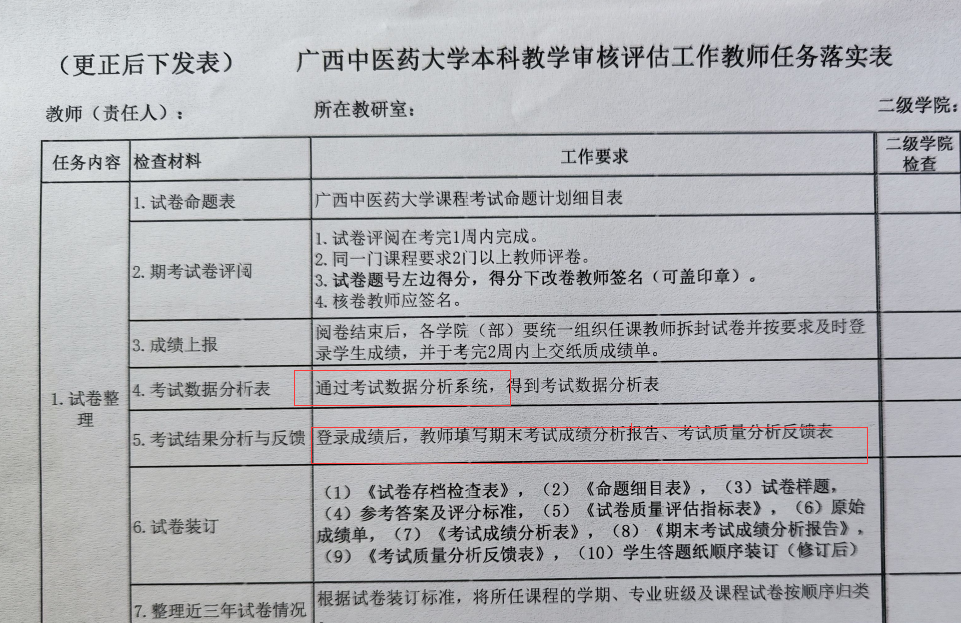 （更正后下发表） 广西中医药大学本科教学审核评估工作教师任务落实表
教师（责任人）： 所在教研室： 二级学院：
任务内容 检查材料 工作要求 二级学院
检查
1.试卷命题表 广西中医药大学课程考试命题计划细目表
2.期考试卷评阅
1.试卷评阅在考完1周内完成。
2.同一门课程要求2门以上教师评卷。
3.试卷题号左边得分，得分下改卷教师签名（可盖印章）。
4.核卷教师应签名。
3.成绩上报
阅卷结束后，各学院（部）要统一组织任课教师拆封试卷并按要求及时登
录学生成绩，并于考完2周内上交纸质成绩单。
1.试卷整
理
4.考试数据分析表 通过考试数据分析系统，得到考试数据分析表
5.考试结果分析与反馈 登录成绩后，教师填写期末考试成绩分析报告、考试质量分析反馈表
6.试卷装订
（1）《试卷存档检查表》，（2）《命题细目表》，（3）试卷样题，
（4）参考答案及评分标准，（5）《试卷质量评估指标表》，（6）原始
成绩单，（7）《考试成绩分析表》，（8）《期末考试成绩分析报告》，
（9）《考试质量分析反馈表》，（10）学生答题纸顺序装订（修订后）
7.整理近三年试卷情况 根据试卷装订标准，将所任课程的学期、专业班级及课程试卷按顺序归类